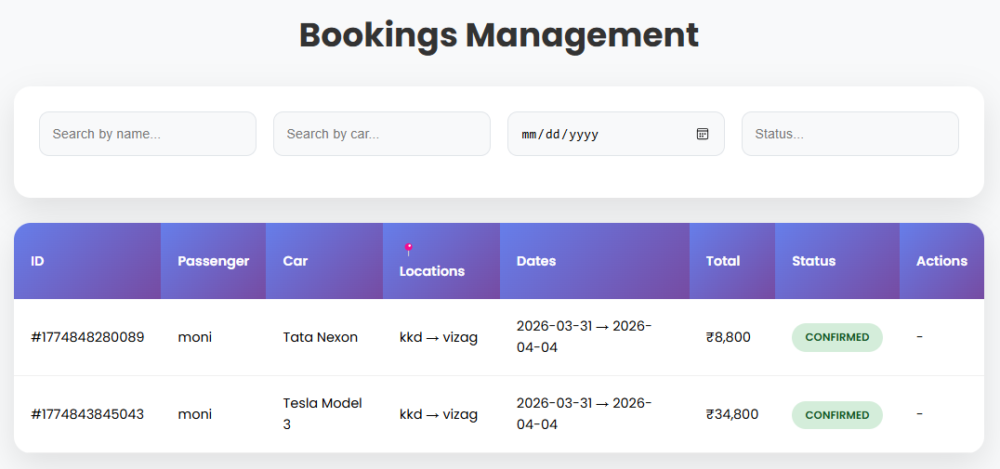 Bookings Management
Search by name...
Search by car...
mm/dd/yyyy
Status...
ID
Passenger
Car
📍
Locations
Dates
Total
Status
Actions
#1774848280089
moni
Tata Nexon
kkd → vizag
2026-03-31 → 2026-
04-04
₹8,800
CONFIRMED
-
#1774843845043
moni
Tesla Model
3
kkd → vizag
2026-03-31 → 2026-
04-04
₹34,800
CONFIRMED
-